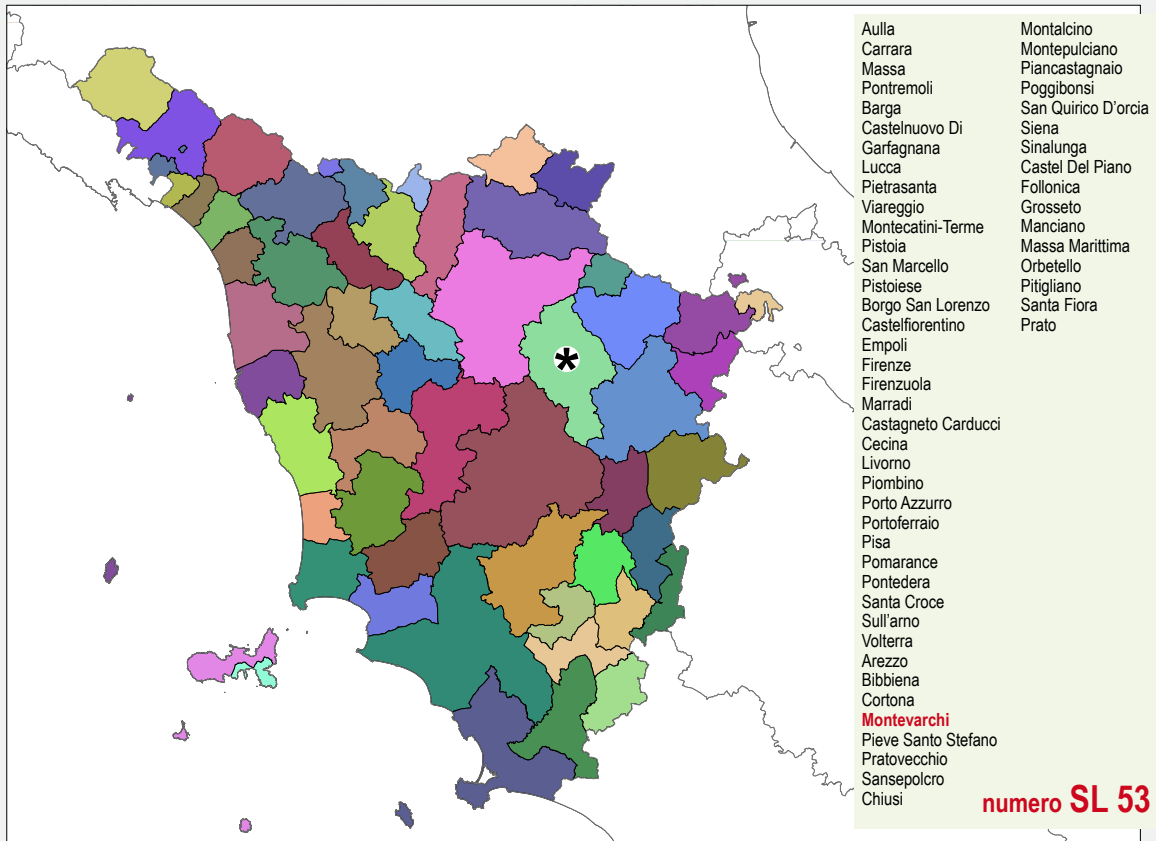 *
Aulla
Carrara
Massa
Pontremoli
Barga
Castelnuovo Di
Garfagnana
Lucca
Pietrasanta
Viareggio
Montecatini-Terme
Pistoia
San Marcello
Pistoiese
Borgo San Lorenzo
Castelfiorentino
Empoli
Firenze
Firenzuola
Marradi
Castagneto Carducci
Cecina
Livorno
Piombino
Porto Azzurro
Portoferraio
Pisa
Pomarance
Pontedera
Santa Croce
Sull'arno
Volterra
Arezzo
Bibbiena
Cortona
Montevarchi
Pieve Santo Stefano
Pratovecchio
Sansepolcro
Chiusi
Montalcino
Montepulciano
Piancastagnaio
Poggibonsi
San Quirico D'orcia
Siena
Sinalunga
Castel Del Piano
Follonica
Grosseto
Manciano
Massa Marittima
Orbetello
Pitigliano
Santa Fiora
Prato
numero SL 53